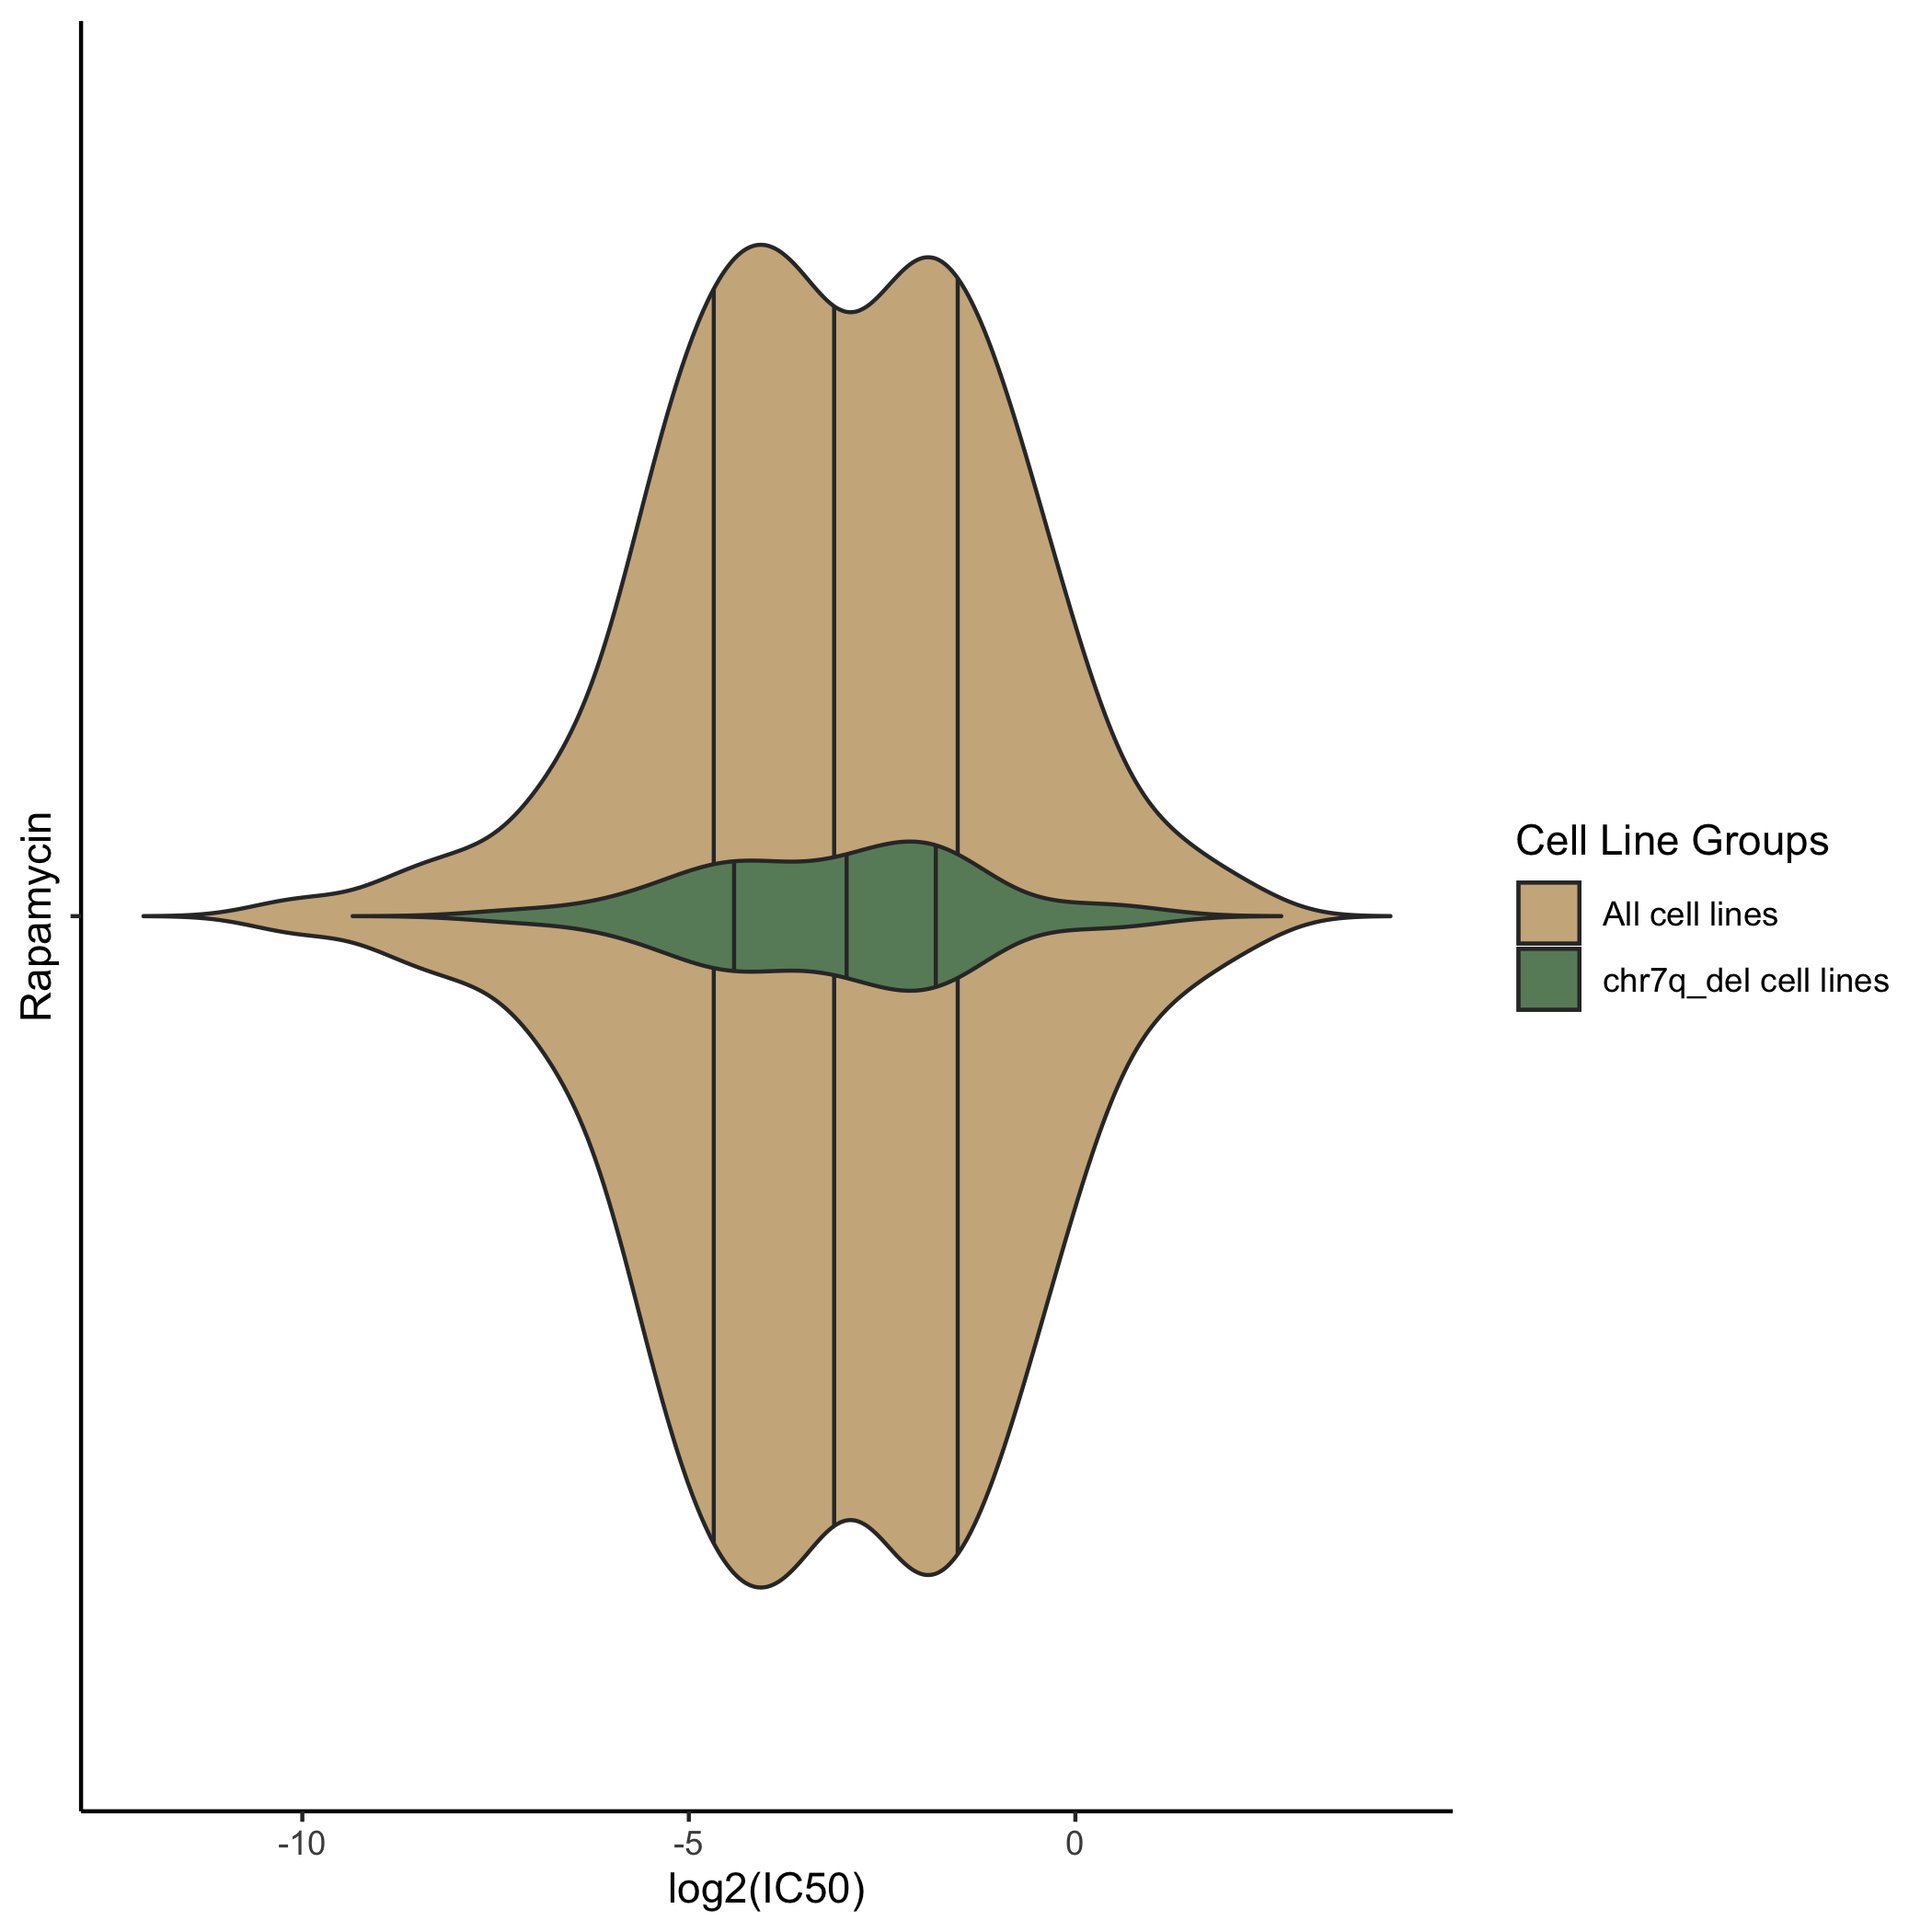 Rapamycin
-10
-5
0
log2(IC50)
Cell Line Groups
All cell lines
chr7q_del cell lines